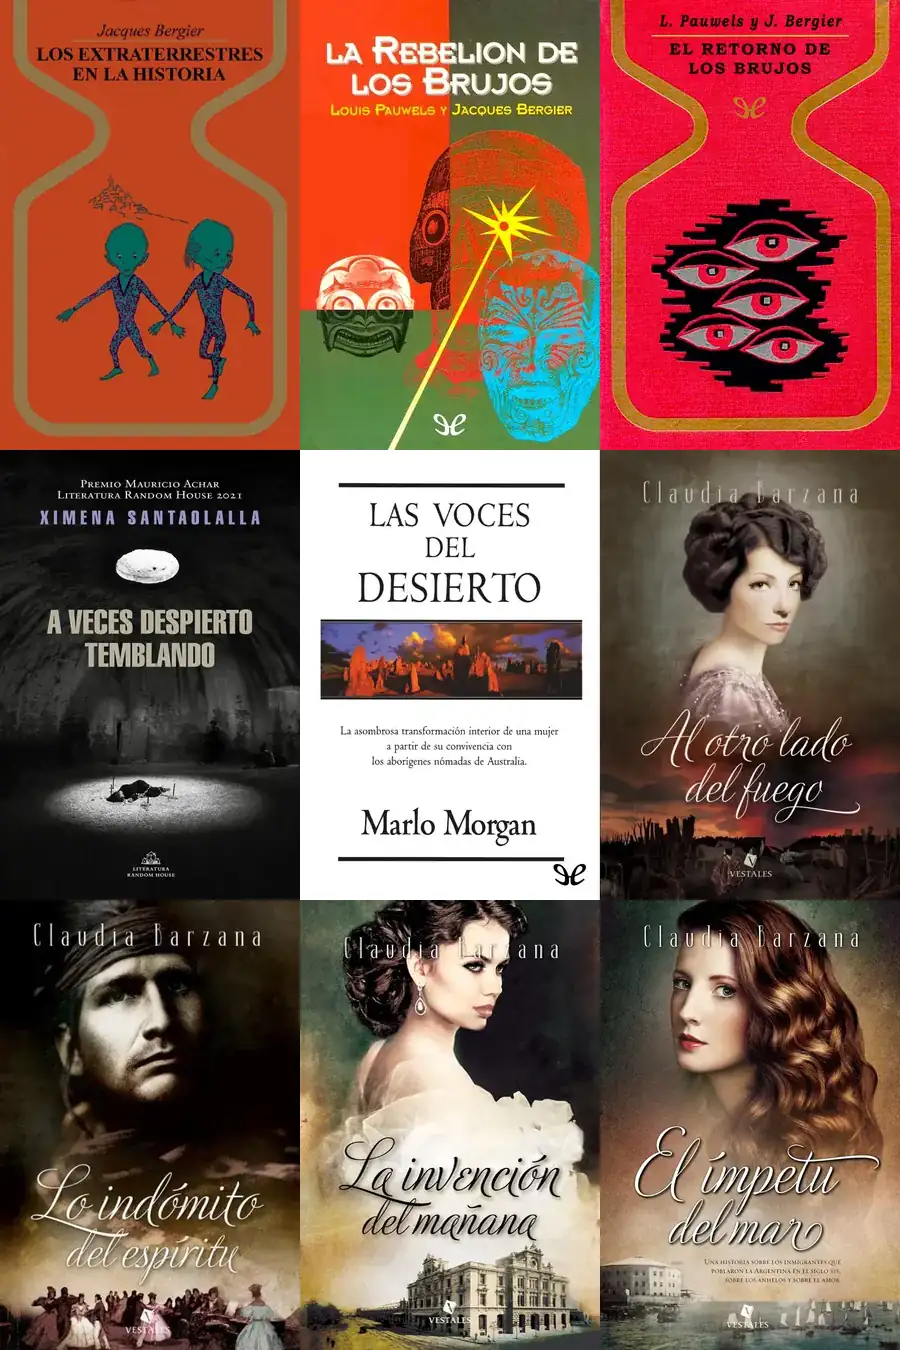 Jacques Bergier
LOS EXTRATERRESTRES
EN LA HISTORIA
LA REBELION DE
LOS BRUJOS
LOUIS PAUWELS Y JACQUES BERGIER
L. Pauwels y J. Bergier
EL RETORNO DE
LOS BRUJOS
PREMIO MAURICIO ACHAR
LITERATURA RANDOM HOUSE 2021
XIMENA SANTAOLALLA
A VECES DESPIERTO
TEMBLANDO
LITERATURA
RANDOM HOUSE
LAS VOCES
DEL
DESIERTO
La asombrosa transformación interior de una mujer
a partir de su convivencia con
los aborígenes nómadas de Australia.
Marlo Morgan
Claudia Barzana
Al otro lado
del fuego
VESTALES
Claudia Barzana
Lo indómito
del espíritu
VESTALES
Claudia Barzana
La invención
del mañana
VESTALES
Claudia Barzana
El ímpetu
del mar
UNA HISTORIA SOBRE LOS INMIGRANTES QUE
POBLARON LA ARGENTINA EN EL SIGLO XIX,
SOBRE LOS ANHELOS Y SOBRE EL AMOR.
VESTALES